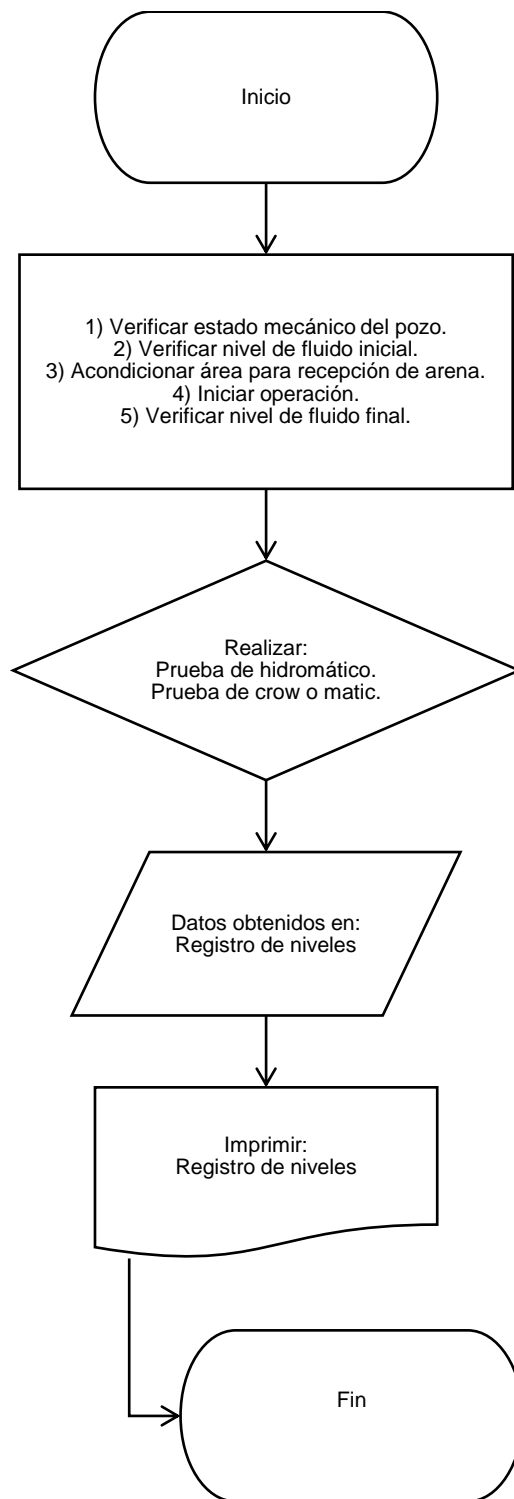 Inicio
1) Verificar estado mecánico del pozo.
2) Verificar nivel de fluido inicial.
3) Acondicionar área para recepción de arena.
4) Iniciar operación.
5) Verificar nivel de fluido final.
Realizar:
Prueba de hidromático.
Prueba de crow o matic.
Datos obtenidos en:
Registro de niveles
Imprimir:
Registro de niveles
Fin